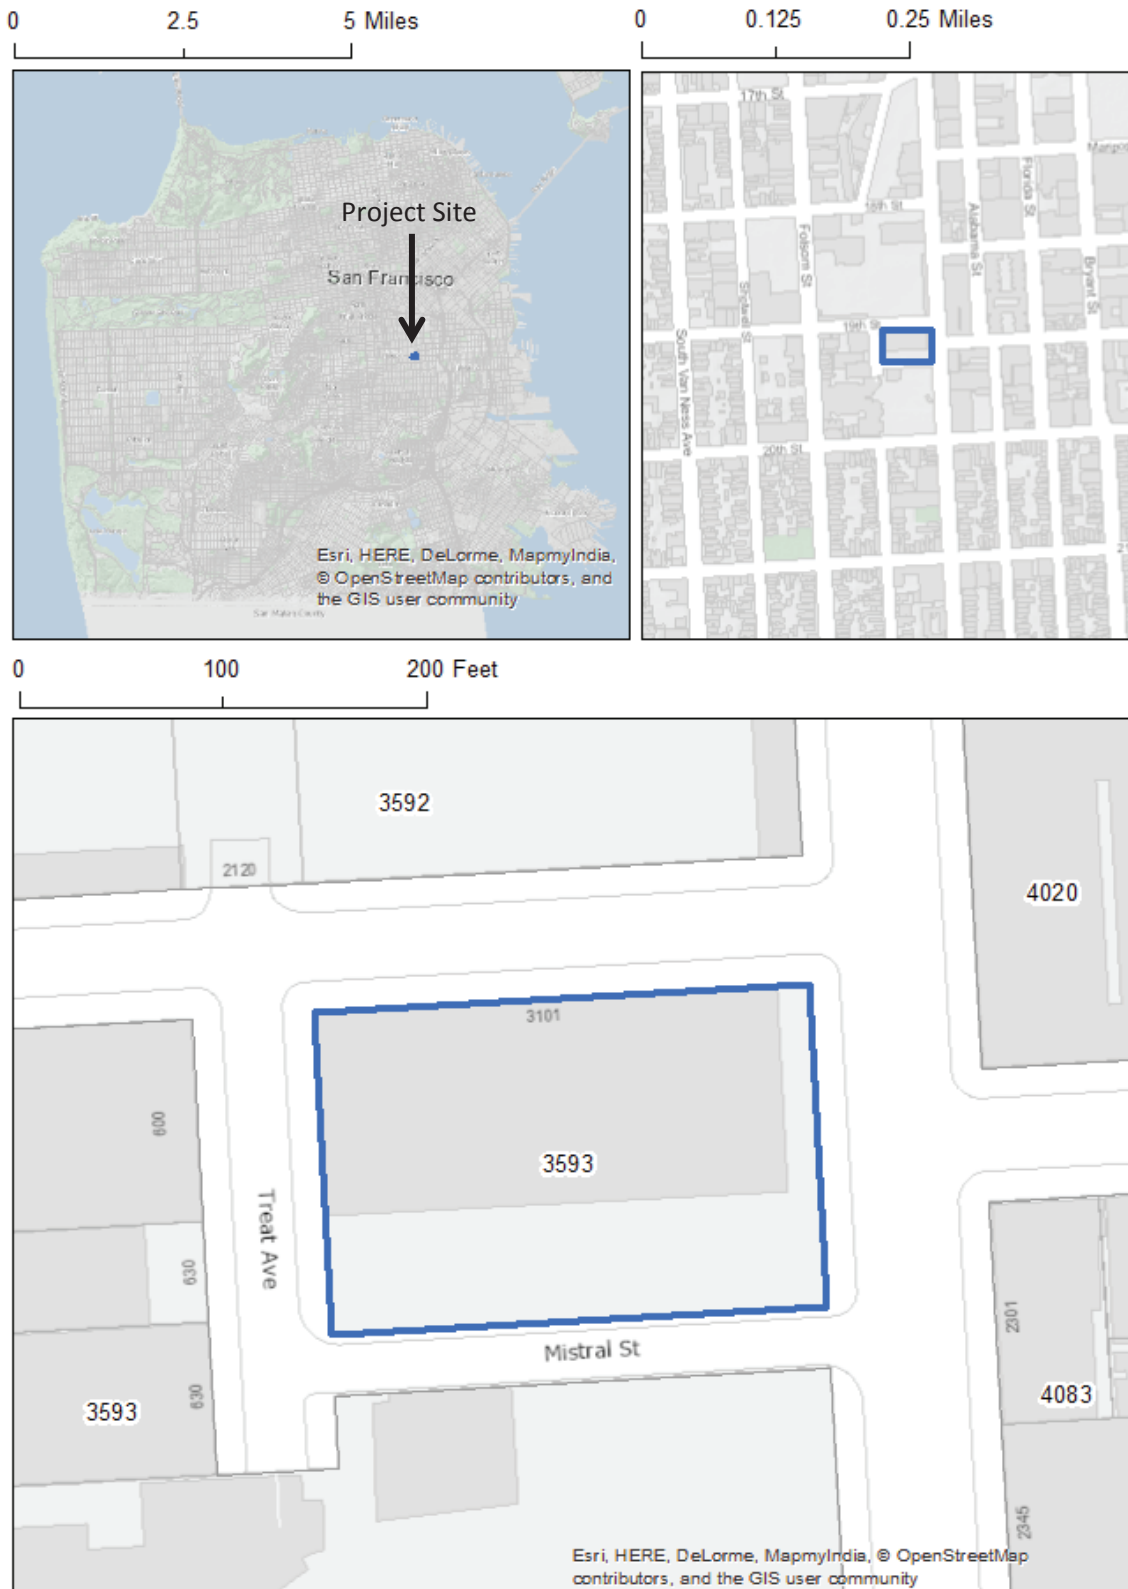 0 2.5 5 Miles
0 0.125 0.25 Miles
Project Site
San Francisco
Esri, HERE, DeLorme, MapmyIndia,
© OpenStreetMap contributors, and
the GIS user community
San Mateo County
17th St
Maripos
18th St
Florida St
Alabama St
Folsom St
Bryant St
Shotwell St
19th St
South Van Ness Ave
20th St
0 100 200 Feet
3592
2120
4020
3101
600
3593
Treat Ave
630
2301
Mistral St
630
3593
4083
2345
Esri, HERE, DeLorme, MapmyIndia, © OpenStreetMap
contributors, and the GIS user community